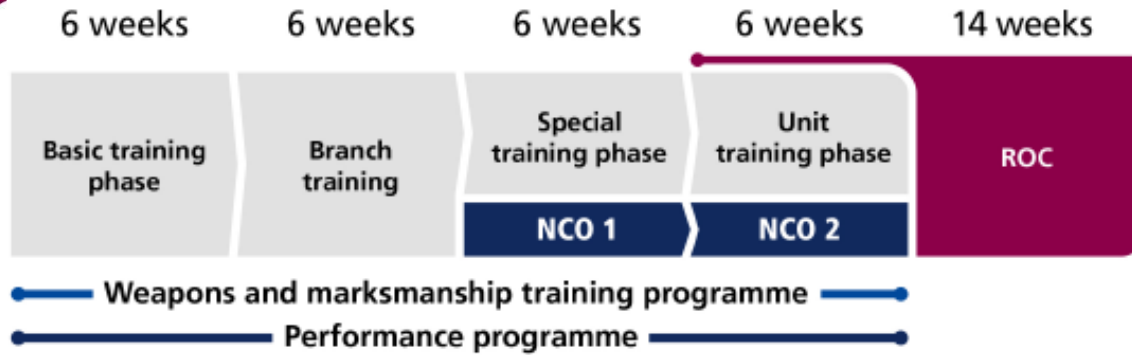 6 weeks 6 weeks 6 weeks 6 weeks 14 weeks
Basic training
phase
Branch
training
Special
training phase
Unit
training phase
ROC
NCO 1
NCO 2
Weapons and marksmanship training programme
Performance programme